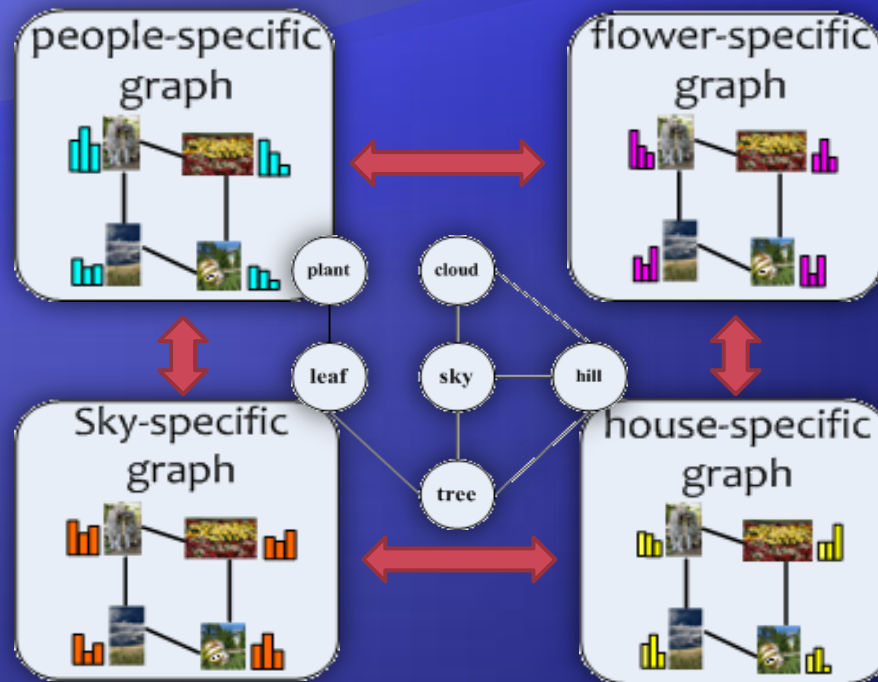 people-specific
graph
flower-specific
graph
plant
cloud
leaf
sky
hill
tree
Sky-specific
graph
house-specific
graph